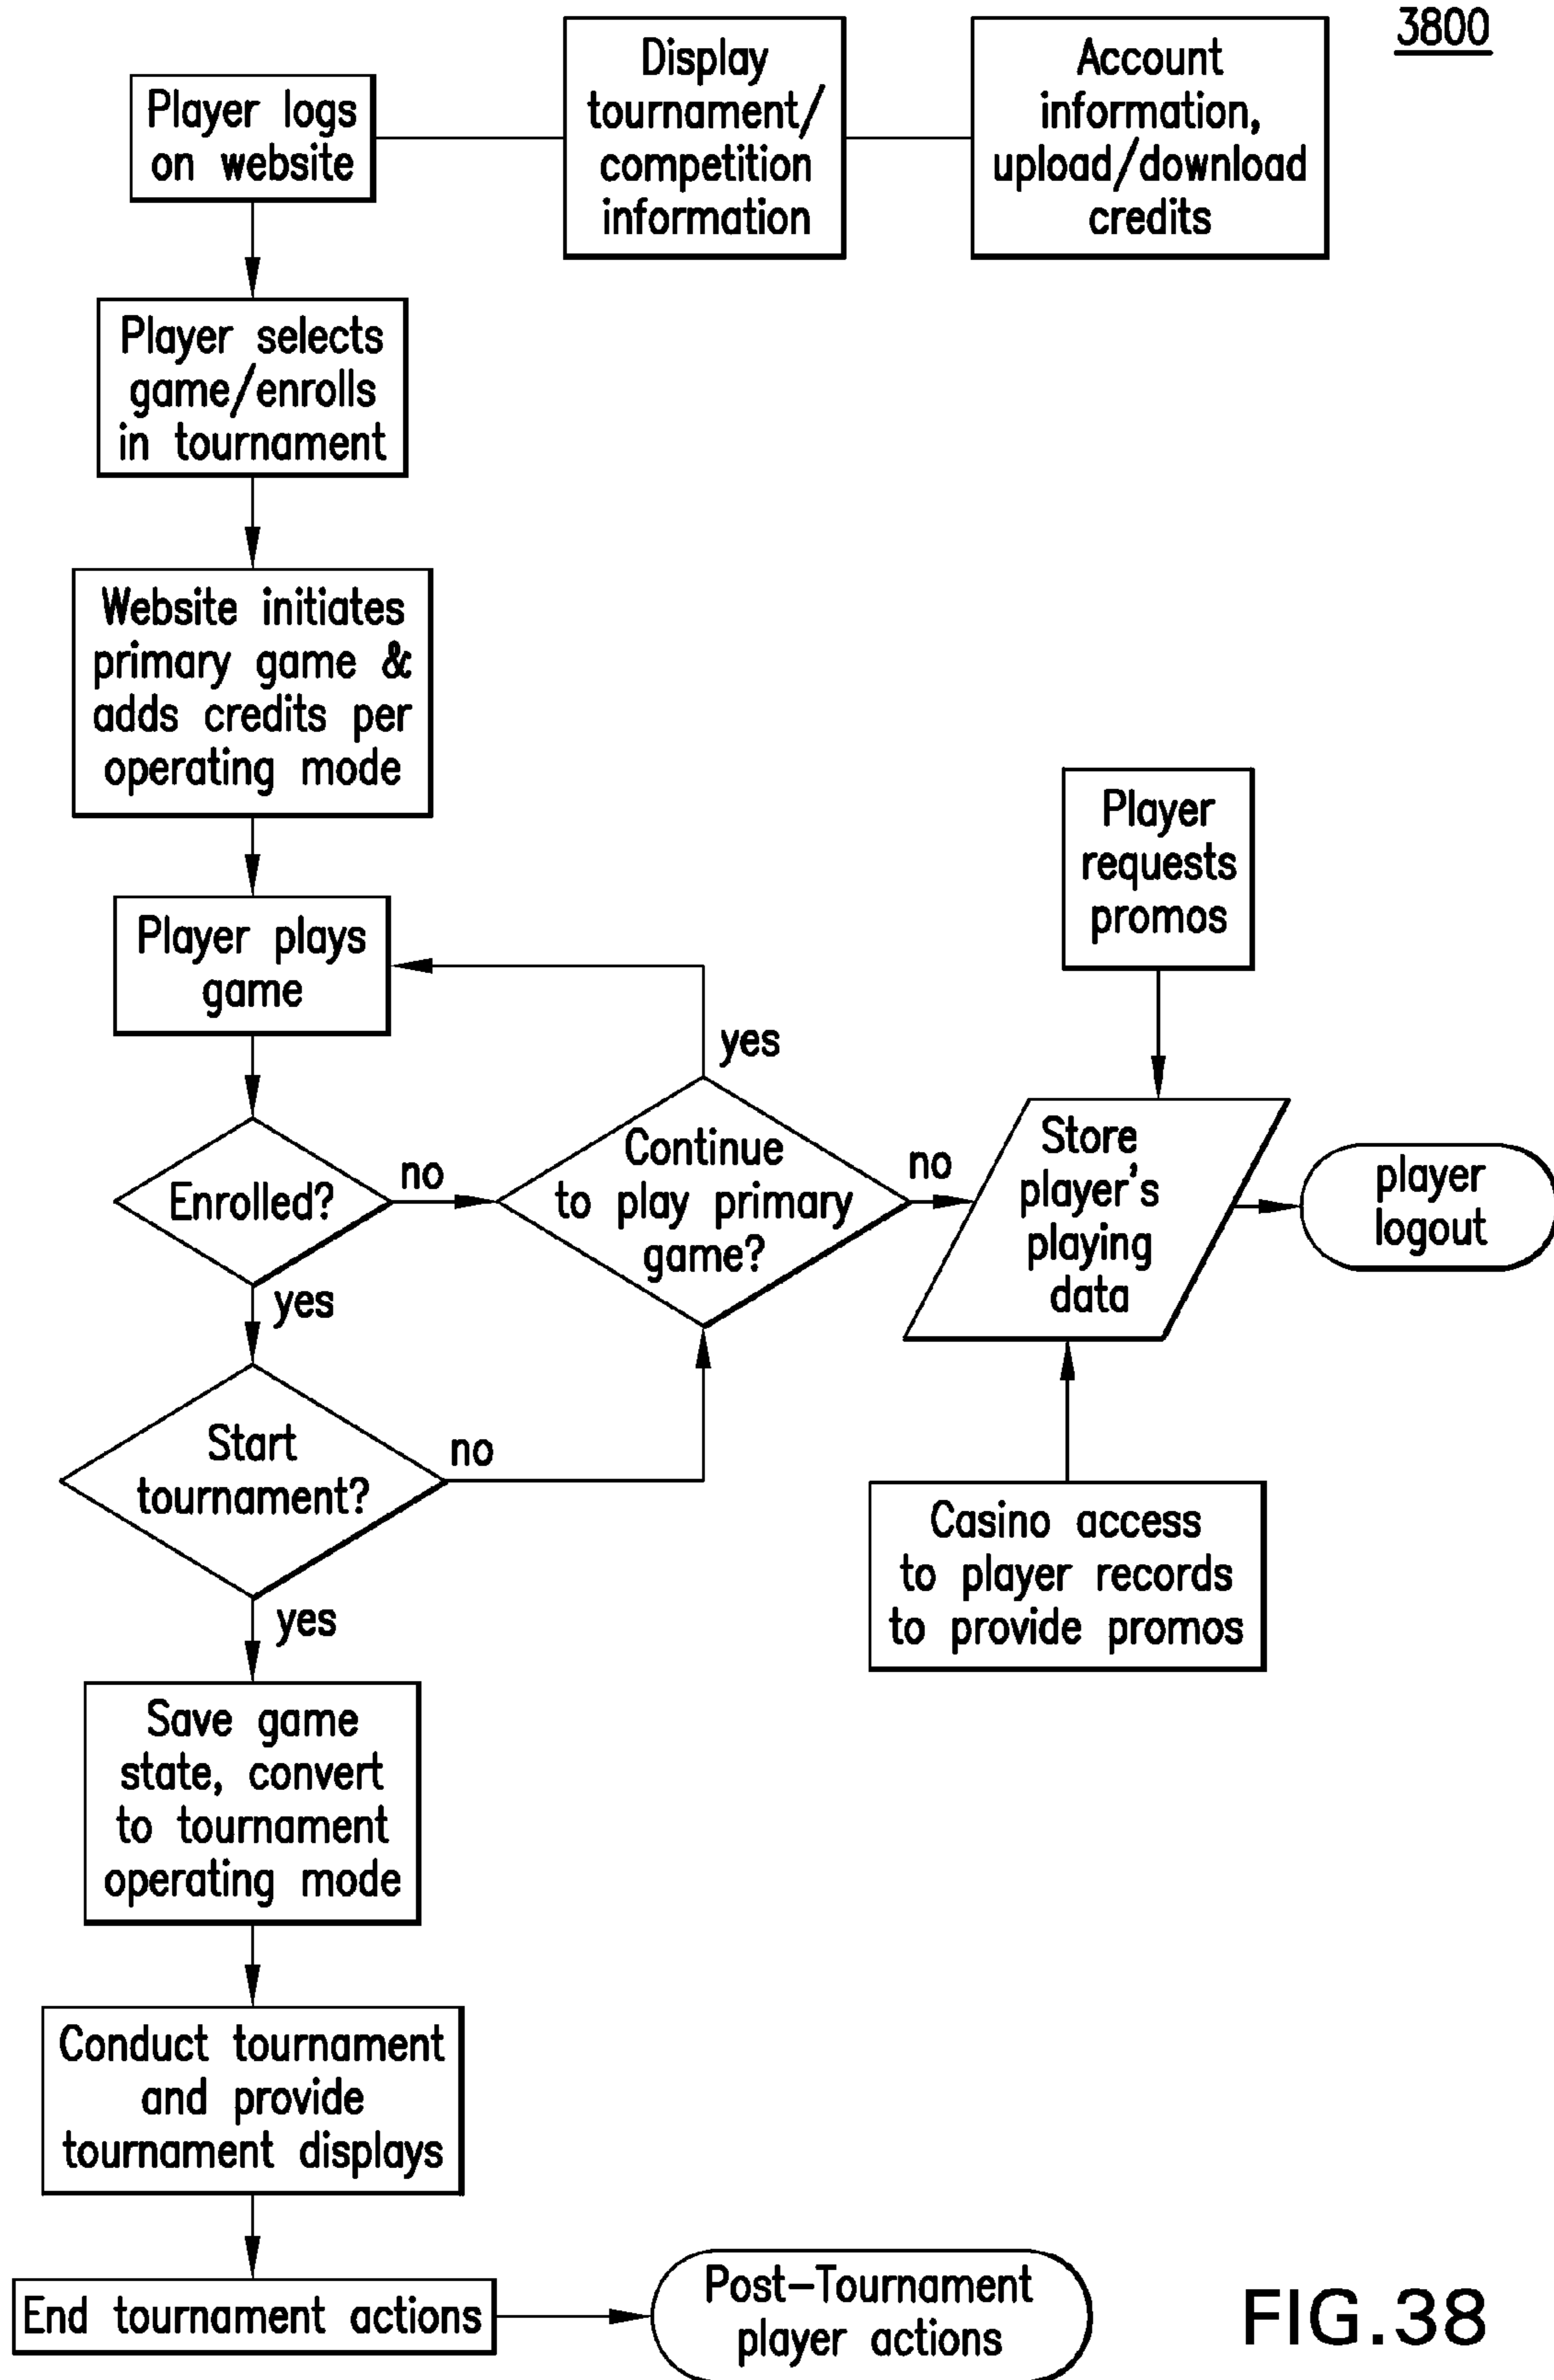 3800
Player logs
on website
Display
tournament/
competition
information
Account
information,
upload/download
credits
Player selects
game/enrolls
in tournament
Website initiates
primary game &
adds credits per
operating mode
Player plays
game
Player
requests
promos
yes
Enrolled?
no
Continue
to play primary
game?
no
Store
player's
playing
data
player
logout
yes
Start
tournament?
no
Casino access
to player records
to provide promos
yes
Save game
state, convert
to tournament
operating mode
Conduct tournament
and provide
tournament displays
End tournament actions
Post-Tournament
player actions
FIG.38